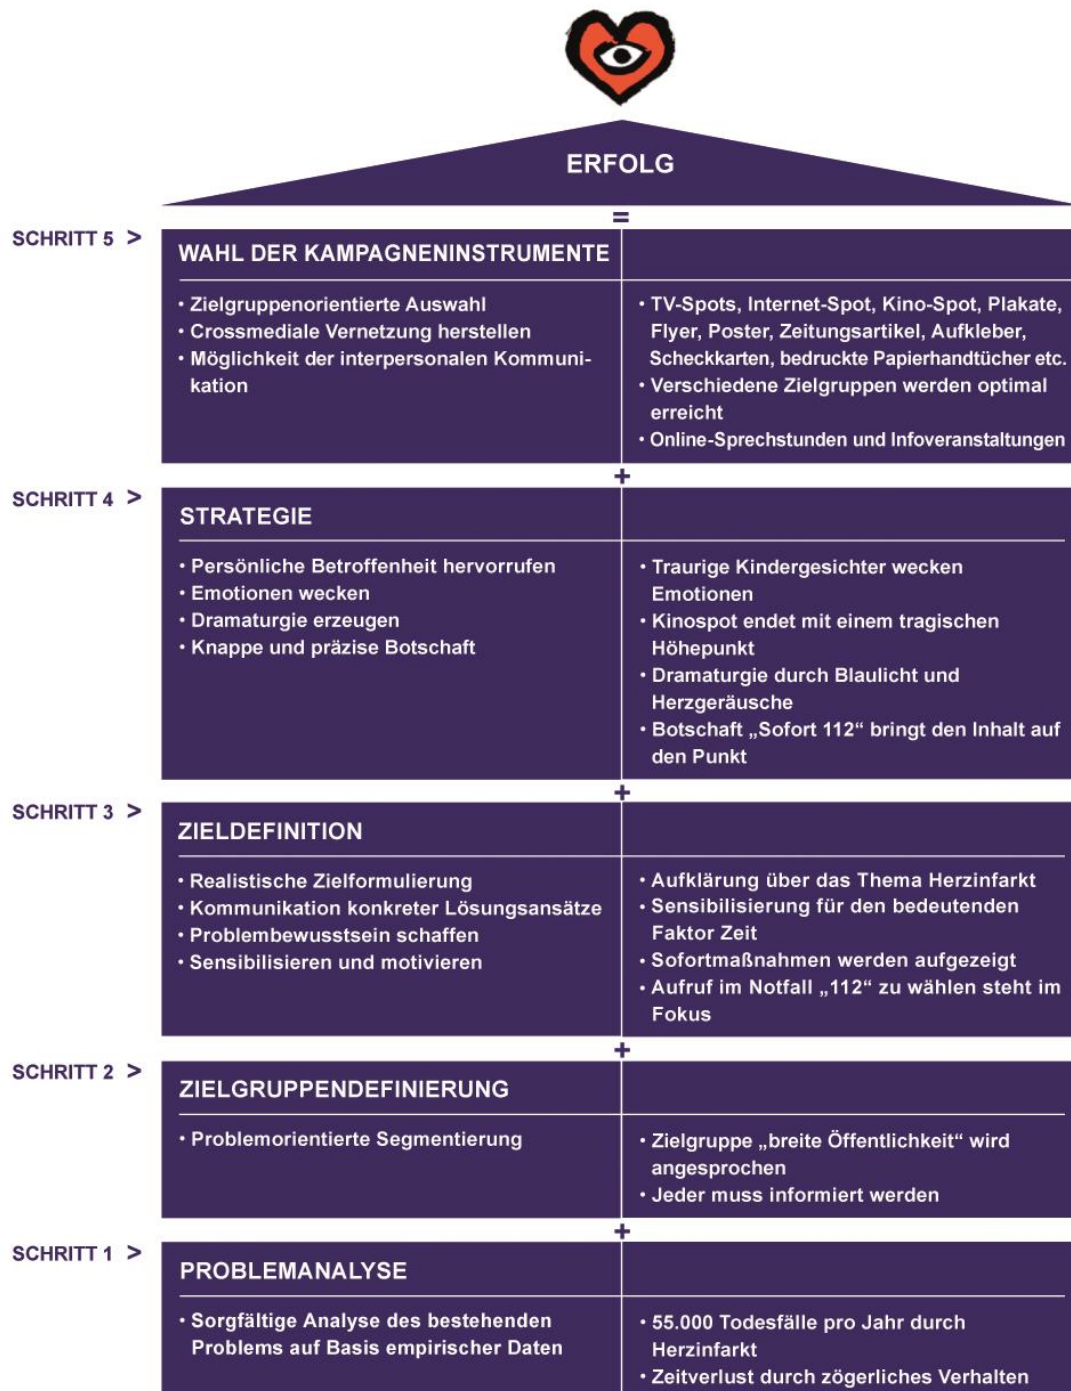 ERFOLG
=
SCHRITT 5 >
WAHL DER KAMPAGNENINSTRUMENTE
• Zielgruppenorientierte Auswahl
• Crossmediale Vernetzung herstellen
• Möglichkeit der interpersonalen Kommuni-
kation
• TV-Spots, Internet-Spot, Kino-Spot, Plakate,
Flyer, Poster, Zeitungsartikel, Aufkleber,
Scheckkarten, bedruckte Papierhandtücher etc.
• Verschiedene Zielgruppen werden optimal
erreicht
• Online-Sprechstunden und Infoveranstaltungen
+
SCHRITT 4 >
STRATEGIE
• Persönliche Betroffenheit hervorrufen
• Emotionen wecken
• Dramaturgie erzeugen
• Knappe und präzise Botschaft
• Traurige Kindergesichter wecken
Emotionen
• Kinospot endet mit einem tragischen
Höhepunkt
• Dramaturgie durch Blaulicht und
Herzgeräusche
• Botschaft „Sofort 112“ bringt den Inhalt auf
den Punkt
+
SCHRITT 3 >
ZIELDEFINITION
• Realistische Zielformulierung
• Kommunikation konkreter Lösungsansätze
• Problembewusstsein schaffen
• Sensibilisieren und motivieren
• Aufklärung über das Thema Herzinfarkt
• Sensibilisierung für den bedeutenden
Faktor Zeit
• Sofortmaßnahmen werden aufgezeigt
• Aufruf im Notfall „112“ zu wählen steht im
Fokus
+
SCHRITT 2 >
ZIELGRUPPENDEFINIERUNG
• Problemorientierte Segmentierung
• Zielgruppe „breite Öffentlichkeit“ wird
angesprochen
• Jeder muss informiert werden
+
SCHRITT 1 >
PROBLEMANALYSE
• Sorgfältige Analyse des bestehenden
Problems auf Basis empirischer Daten
• 55.000 Todesfälle pro Jahr durch
Herzinfarkt
• Zeitverlust durch zögerliches Verhalten